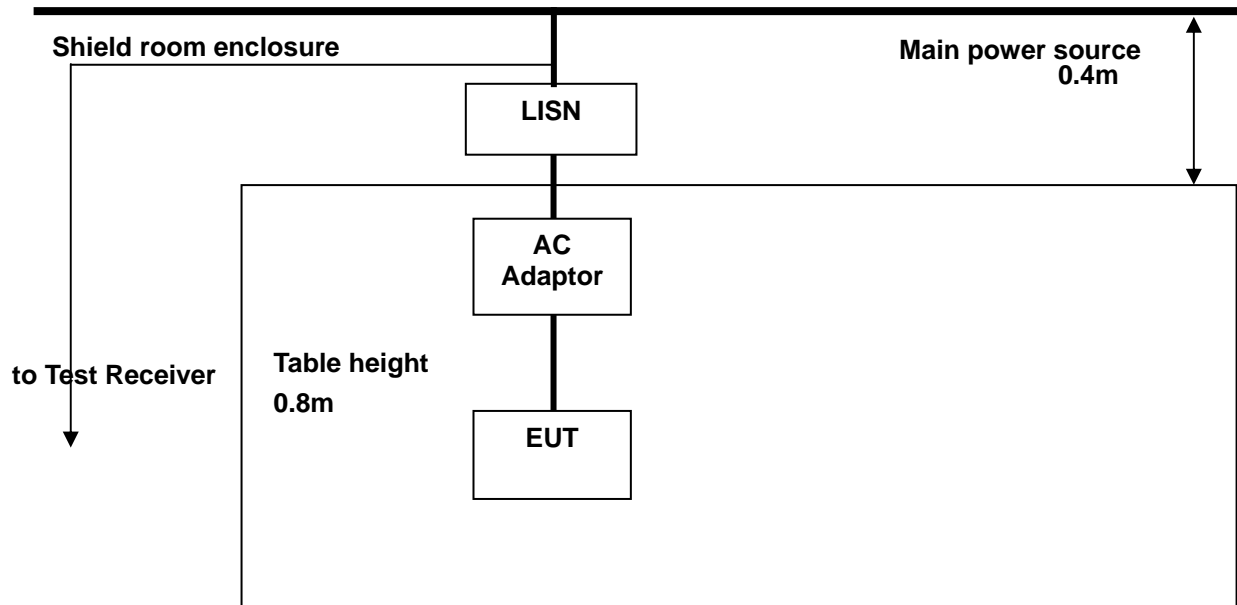 Shield room enclosure
Main power source
0.4m
LISN
AC
Adaptor
Table height
to Test Receiver
0.8m
EUT